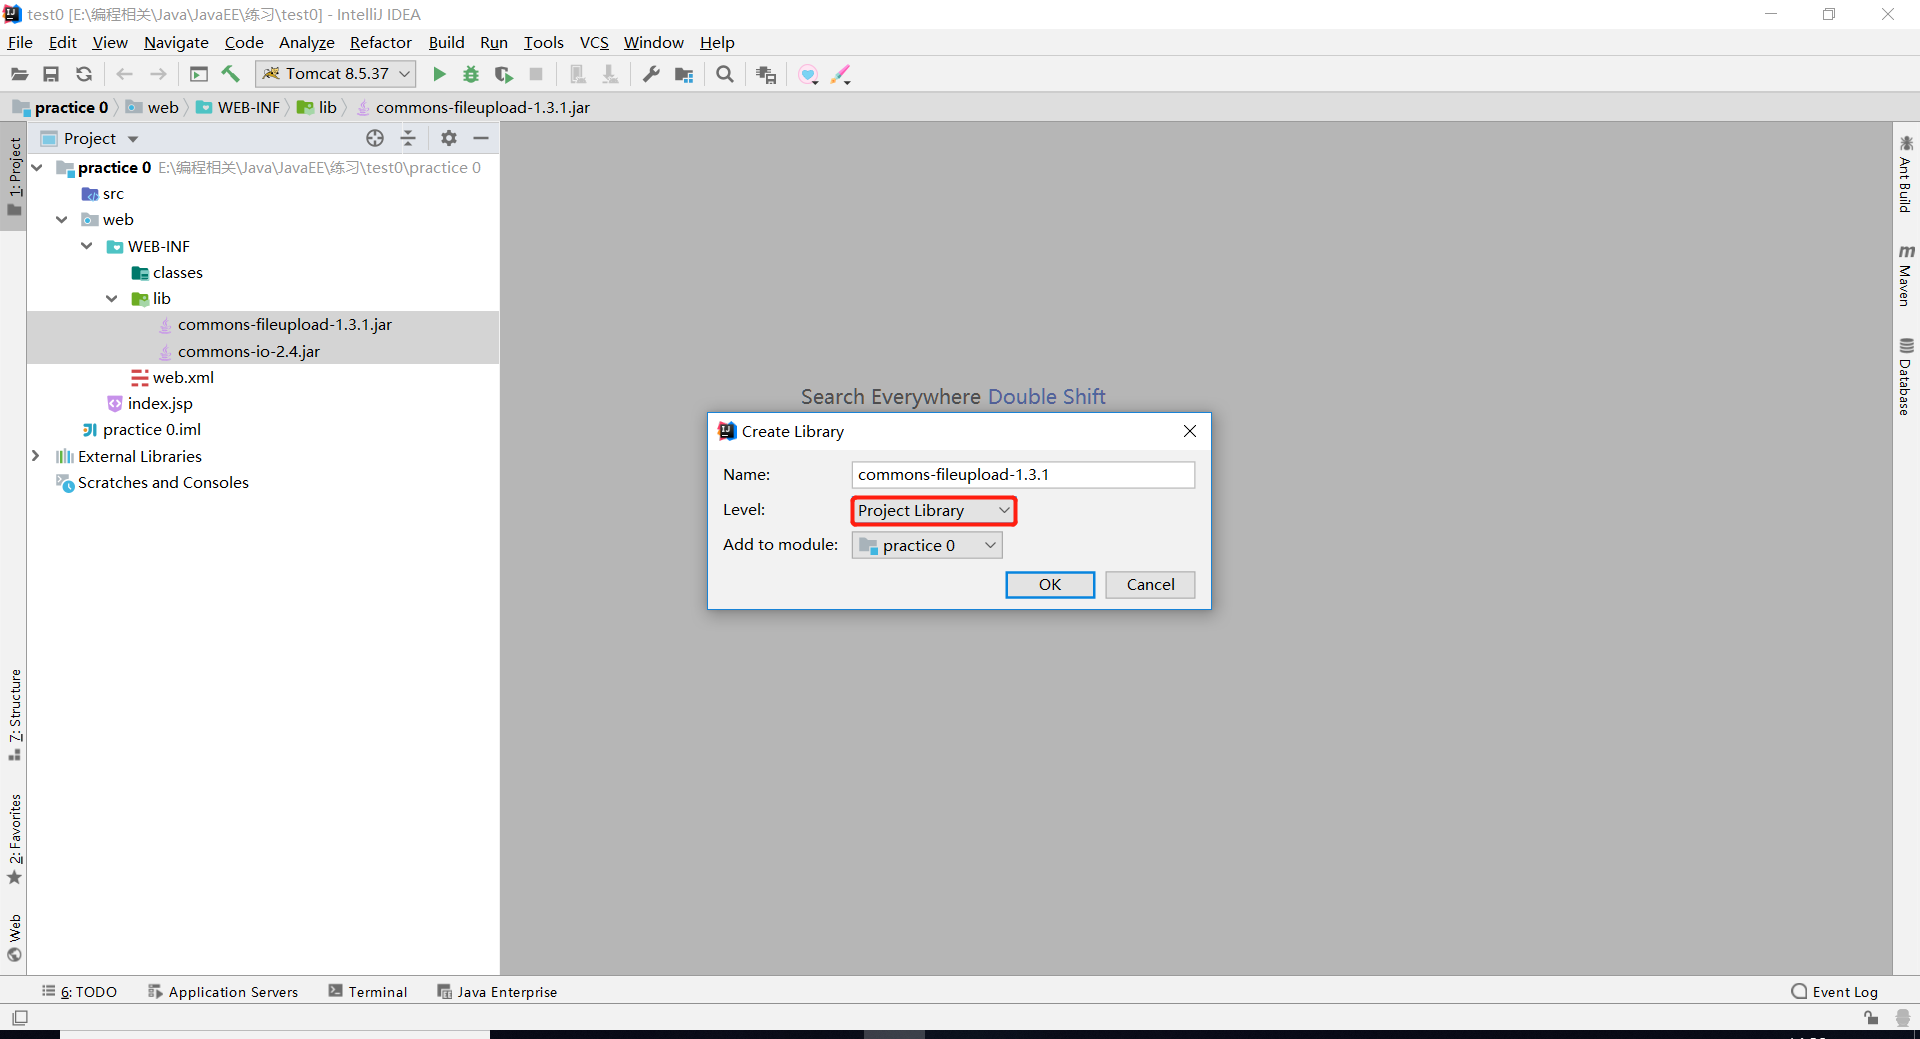 test0 [E:\编程相关\Java\JavaEE\练习\test0] - IntelliJ IDEA
File Edit View Navigate Code Analyze Refactor Build Run Tools VCS Window Help
Tomcat 8.5.37
practice 0 web WEB-INF lib commons-fileupload-1.3.1.jar
1: Project
Project
practice 0 E:\编程相关\Java\JavaEE\练习\test0\practice 0
src
web
WEB-INF
classes
lib
commons-fileupload-1.3.1.jar
commons-io-2.4.jar
web.xml
index.jsp
practice 0.iml
External Libraries
Scratches and Consoles
7: Structure
2: Favorites
Web
Search Everywhere Double Shift
Create Library
Name: commons-fileupload-1.3.1
Level: Project Library
Add to module: practice 0
OK Cancel
Ant Build
Maven
Database
6: TODO Application Servers Terminal Java Enterprise Event Log